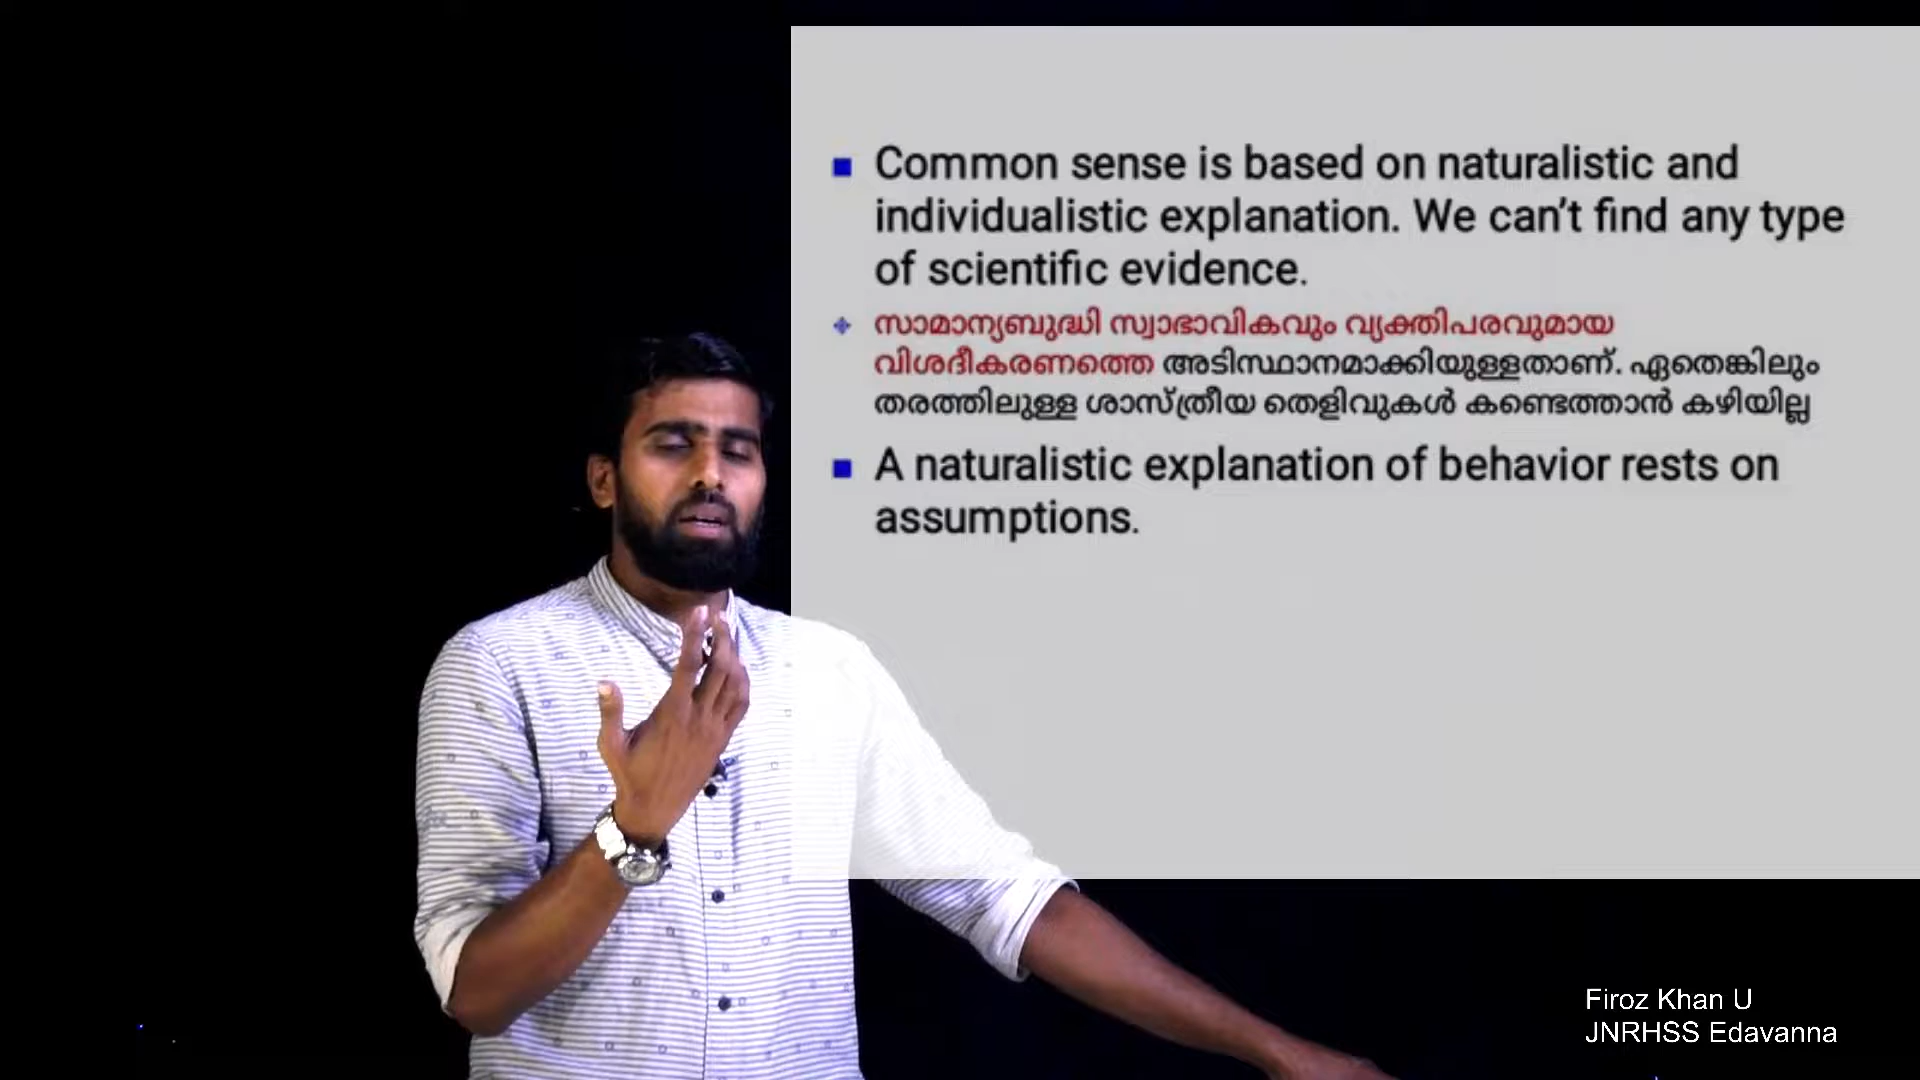 Common sense is based on naturalistic and
individualistic explanation. We can't find any type
of scientific evidence.
സാമാന്യബുദ്ധി സ്വാഭാവികവും വ്യക്തിപരവുമായ
വിശദീകരണത്തെ അടിസ്ഥാനമാക്കിയുള്ളതാണ്. ഏതെങ്കിലും
തരത്തിലുള്ള ശാസ്ത്രീയ തെളിവുകൾ കണ്ടെത്താൻ കഴിയില്ല
A naturalistic explanation of behavior rests on
assumptions.
Firoz Khan U
JNRHSS Edavanna